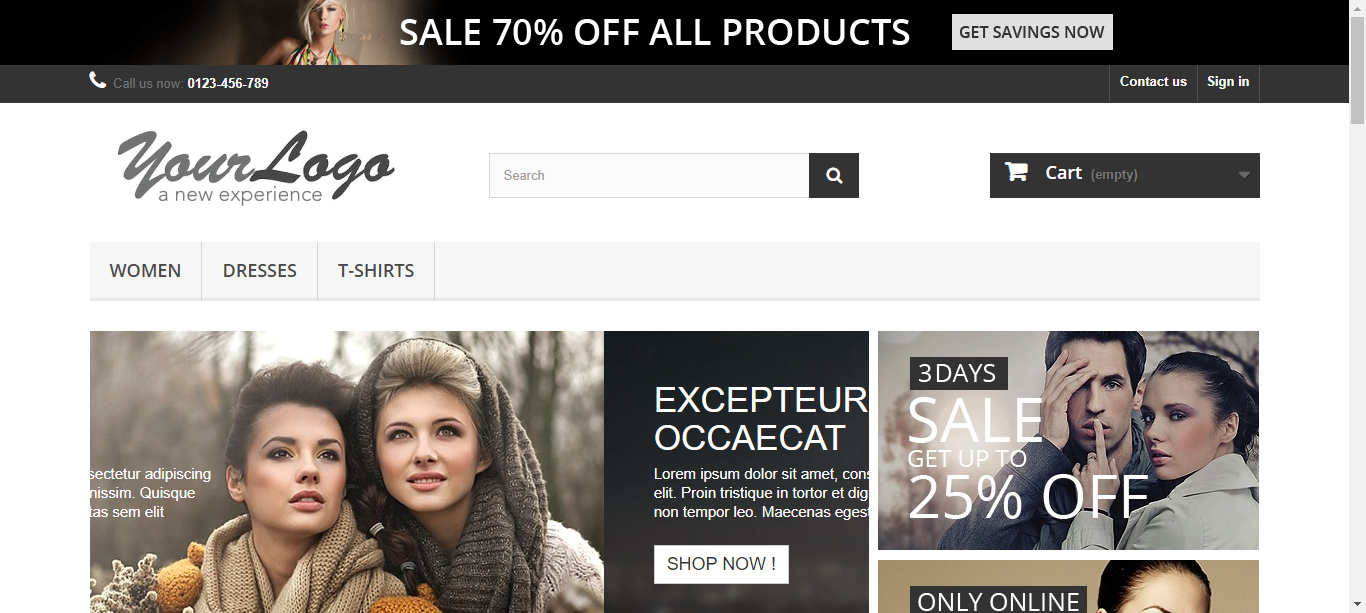 SALE 70% OFF ALL PRODUCTS
GET SAVINGS NOW
Call us now: 0123-456-789
Contact us
Sign in
YourLogo
a new experience
Search
Cart (empty)
WOMEN
DRESSES
T-SHIRTS
sectetur adipiscing
nissim. Quisque
tas sem elit
EXCEPTEUR
OCCAECAT
Lorem ipsum dolor sit amet, cons
elit. Proin tristique in tortor et dig
non tempor leo. Maecenas egest
SHOP NOW !
3 DAYS
SALE
GET UP TO
25% OFF
ONLY ONLINE